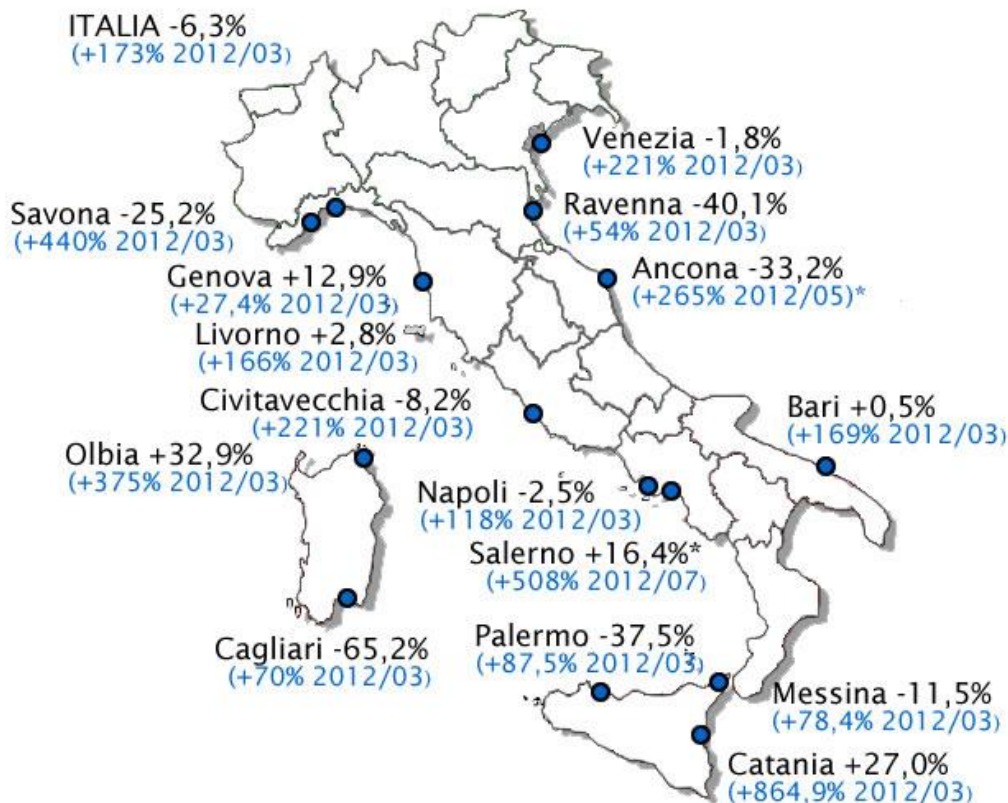 ITALIA -6,3%
(+173% 2012/03)
Venezia -1,8%
(+221% 2012/03)
Savona -25,2%
(+440% 2012/03)
Ravenna -40,1%
(+54% 2012/03)
Genova +12,9%
(+27,4% 2012/03)
Ancona -33,2%
(+265% 2012/05)*
Livorno +2,8%
(+166% 2012/03)
Civitavecchia -8,2%
(+221% 2012/03)
Bari +0,5%
(+169% 2012/03)
Olbia +32,9%
(+375% 2012/03)
Napoli -2,5%
(+118% 2012/03)
Salerno +16,4%*
(+508% 2012/07)
Cagliari -65,2%
(+70% 2012/03)
Palermo -37,5%
(+87,5% 2012/03)
Messina -11,5%
(+78,4% 2012/03)
Catania +27,0%
(+864,9% 2012/03)